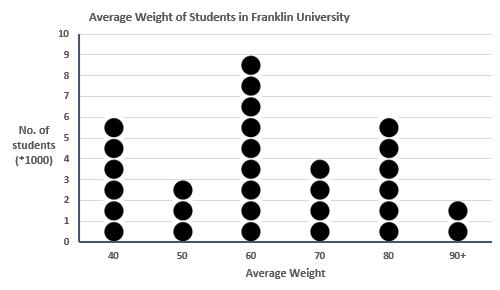 Average Weight of Students in Franklin University
10
9
8
7
6
5
4
3
2
1
0
No. of
students
(*1000)
40 50 60 70 80 90+
Average Weight